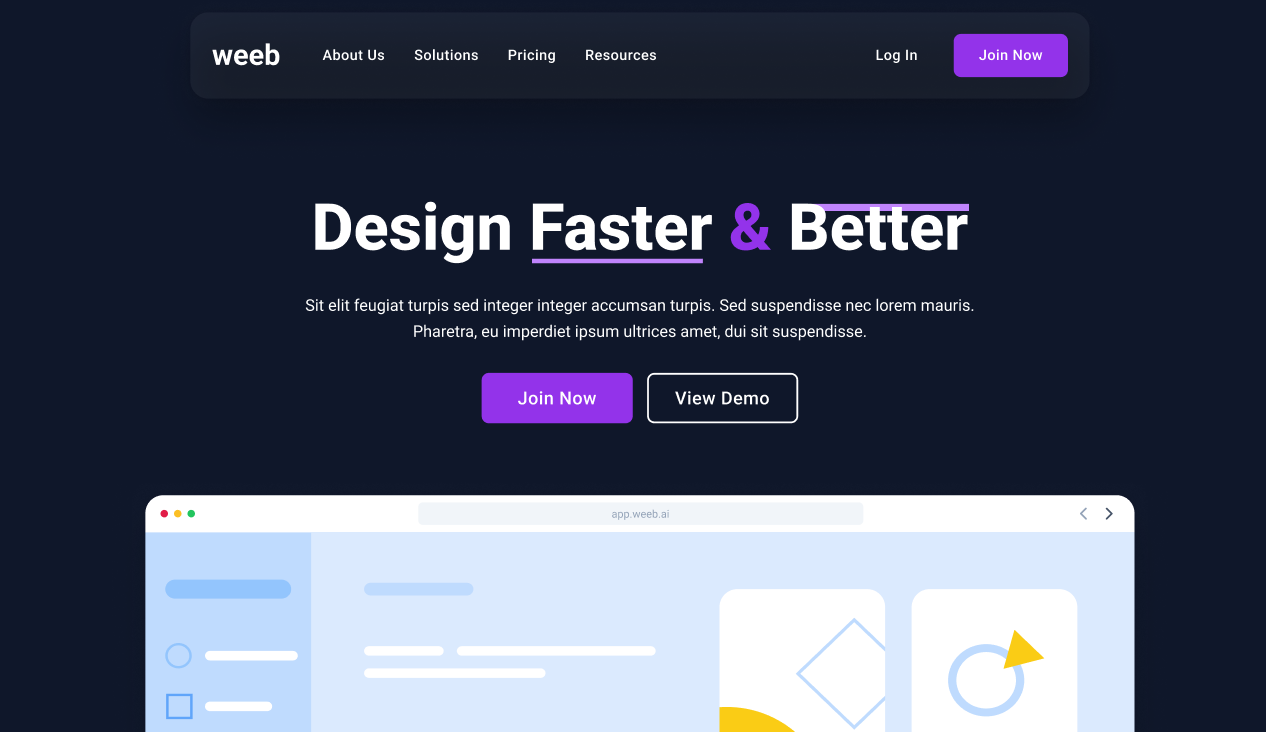 weeb
About Us
Solutions
Pricing
Resources
Log In
Join Now
Design Faster & Better
Sit elit feugiat turpis sed integer integer accumsan turpis. Sed suspendisse nec lorem mauris.
Pharetra, eu imperdiet ipsum ultrices amet, dui sit suspendisse.
Join Now
View Demo
app.weeb.ai